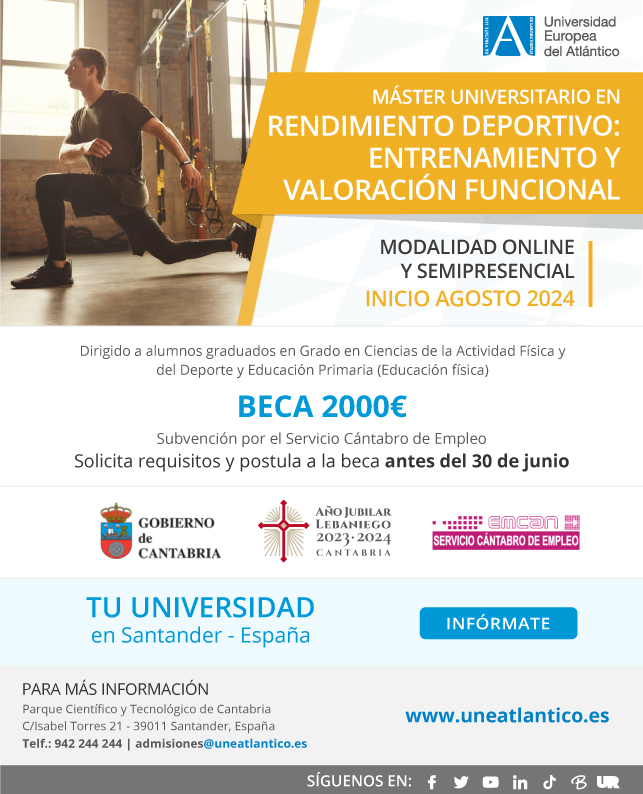 Universidad
Europea
del Atlántico
MÁSTER UNIVERSITARIO EN
RENDIMIENTO DEPORTIVO:
ENTRENAMIENTO Y
VALORACIÓN FUNCIONAL
MODALIDAD ONLINE
Y SEMIPRESENCIAL
INICIO AGOSTO 2024
Dirigido a alumnos graduados en Grado en Ciencias de la Actividad Física y
del Deporte y Educación Primaria (Educación física)
BECA 2000€
Subvención por el Servicio Cántabro de Empleo
Solicita requisitos y postula a la beca antes del 30 de junio
GOBIERNO
de
CANTABRIA
AÑO JUBILAR
LEBANIEGO
2023·2024
CANTABRIA
emcan
SERVICIO CÁNTABRO DE EMPLEO
TU UNIVERSIDAD
en Santander - España
INFÓRMATE
PARA MÁS INFORMACIÓN
Parque Científico y Tecnológico de Cantabria
C/Isabel Torres 21 - 39011 Santander, España
Telf.: 942 244 244 | admisiones@uneatlantico.es
www.uneatlantico.es
SÍGUENOS EN: